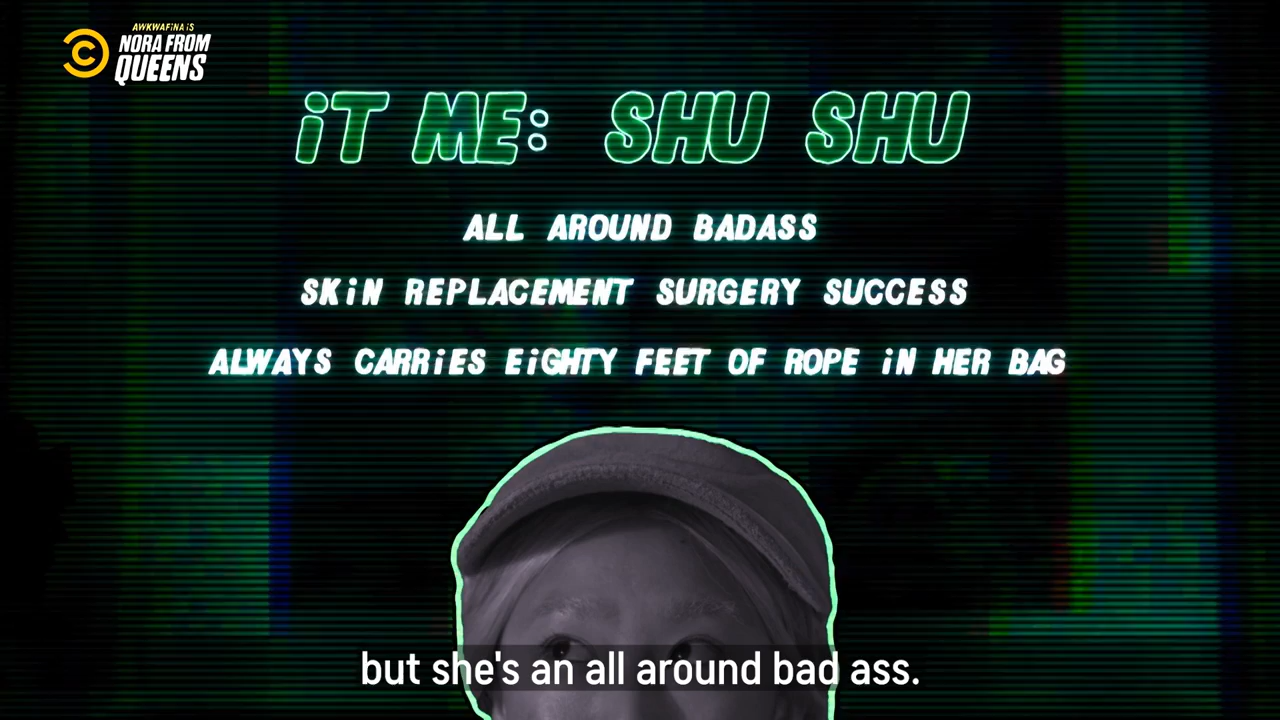 AWKWAFiNA iS
NORA FROM
QUEENS
iT ME: SHU SHU
ALL AROUND BADASS
SKiN REPLACEMENT SURGERY SUCCESS
ALWAYS CARRiES EiGHTY FEET OF ROPE iN HER BAG
but she's an all around bad ass.